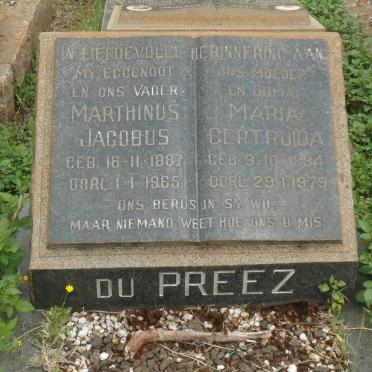 IN LIEFDEVOLLE HERINNERING AAN
MY EGGENOOT
EN ONS VADER
MARTHINUS
JACOBUS
GEB. 16-11-1887
OORL. 1-1-1965.
ONS MOEDER
EN OUMA
MARIA
GERTRUIDA
GEB. 9-10-1894
OORL. 29-1-1979
ONS BERUS IN SY WIL
MAAR NIEMAND WEET HOE ONS U MIS.
DU PREEZ